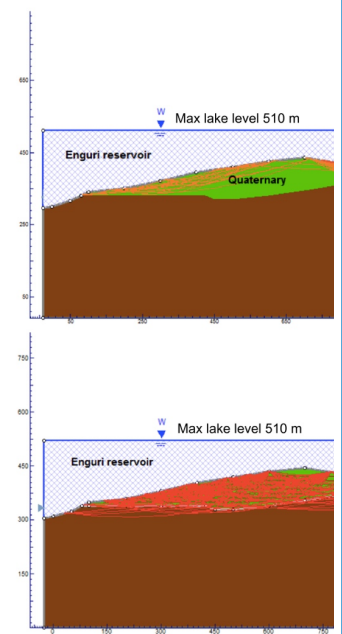 650
W
Max lake level 510 m
450
Enguri reservoir
Quaternary
250
50
50 250 450 650
750
600
W
Max lake level 510 m
450
Enguri reservoir
300
150
0 150 300 450 600 750